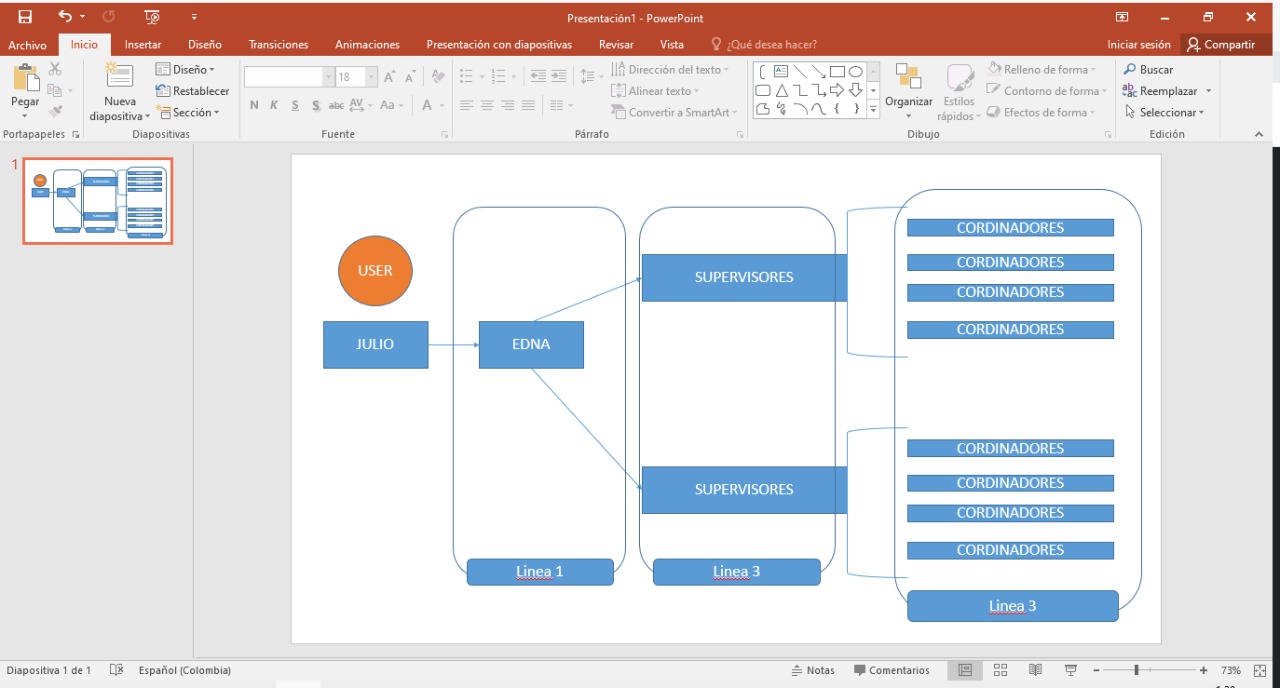 Presentación1 - PowerPoint
Archivo Inicio Insertar Diseño Transiciones Animaciones Presentación con diapositivas Revisar Vista ¿Qué desea hacer? Iniciar sesión Compartir
Pegar
Nueva diapositiva
Diseño
Restablecer
Sección
18
N K S S abc AV Aa A
Dirección del texto
Alinear texto
Convertir a SmartArt
Organizar
Estilos rápidos
Relleno de forma
Contorno de forma
Efectos de forma
Buscar
Reemplazar
Seleccionar
Portapapeles Diapositivas Fuente Párrafo Dibujo Edición
1
USER
JULIO
EDNA
SUPERVISORES
SUPERVISORES
CORDINADORES
CORDINADORES
CORDINADORES
CORDINADORES
CORDINADORES
CORDINADORES
CORDINADORES
CORDINADORES
Linea 1
Linea 3
Linea 3
Diapositiva 1 de 1 Español (Colombia) Notas Comentarios 73%